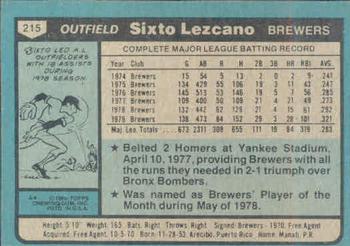 215 OUTFIELD Sixto Lezcano BREWERS
SIXTO LED A.L.
OUTFIELDERS
WITH 18 ASSISTS
DURING
1978 SEASON.
COMPLETE MAJOR LEAGUE BATTING RECORD
YEAR CLUB G AB R H 2B 3B HR RBI AVG.
1974 Brewers 15 54 5 13 2 0 2 9 .241
1975 Brewers 134 429 55 106 19 3 11 43 .247
1976 Brewers 145 513 53 146 19 5 7 56 .285
1977 Brewers 109 400 50 109 21 4 21 49 .273
1978 Brewers 132 442 62 129 21 4 15 61 .292
1979 Brewers 138 473 84 152 29 3 28 101 .321
Maj. Lea. Totals 673 2311 309 655 111 19 84 319 .283
★ Belted 2 Homers at Yankee Stadium,
April 10, 1977, providing Brewers with all
the runs they needed in 2-1 triumph over
Bronx Bombers.
★ Was named as Brewers' Player of the
Month during May of 1978.
© 1980 TOPPS
CHEWING GUM, INC.
PRTD. IN U.S.A.
Height 5'10" Weight 165 Bats Right Throws Right Signed: Brewers - 1970, Free Agent
Acquired: Free Agent, 10-5-70 Born: 11-28-53, Arecibo, Puerto Rico Home: Manati, P.R.